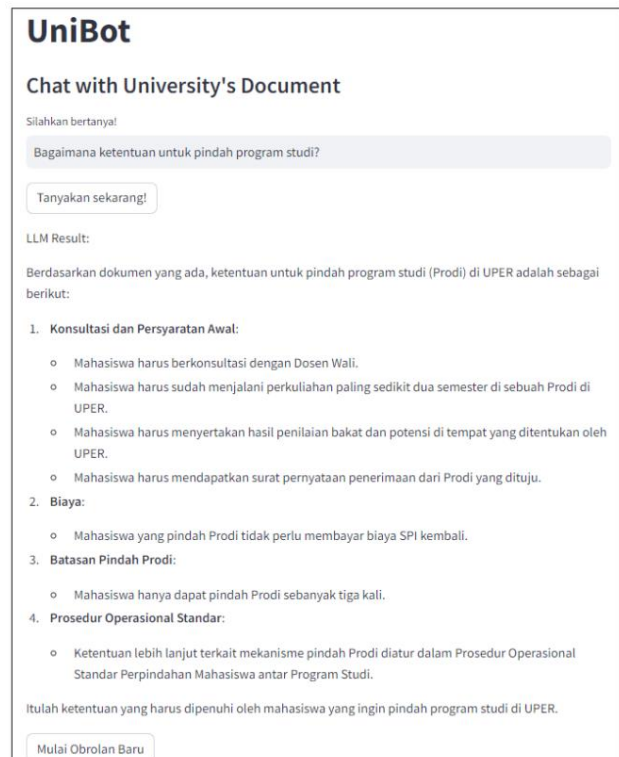 UniBot
Chat with University's Document
Silahkan bertanya!
Bagaimana ketentuan untuk pindah program studi?
Tanyakan sekarang!
LLM Result:
Berdasarkan dokumen yang ada, ketentuan untuk pindah program studi (Prodi) di UPER adalah sebagai
berikut:
1. Konsultasi dan Persyaratan Awal:
○ Mahasiswa harus berkonsultasi dengan Dosen Wali.
○ Mahasiswa harus sudah menjalani perkuliahan paling sedikit dua semester di sebuah Prodi di
UPER.
○ Mahasiswa harus menyertakan hasil penilaian bakat dan potensi di tempat yang ditentukan oleh
UPER.
○ Mahasiswa harus mendapatkan surat pernyataan penerimaan dari Prodi yang dituju.
2. Biaya:
○ Mahasiswa yang pindah Prodi tidak perlu membayar biaya SPI kembali.
3. Batasan Pindah Prodi:
○ Mahasiswa hanya dapat pindah Prodi sebanyak tiga kali.
4. Prosedur Operasional Standar:
○ Ketentuan lebih lanjut terkait mekanisme pindah Prodi diatur dalam Prosedur Operasional
Standar Perpindahan Mahasiswa antar Program Studi.
Itulah ketentuan yang harus dipenuhi oleh mahasiswa yang ingin pindah program studi di UPER.
Mulai Obrolan Baru